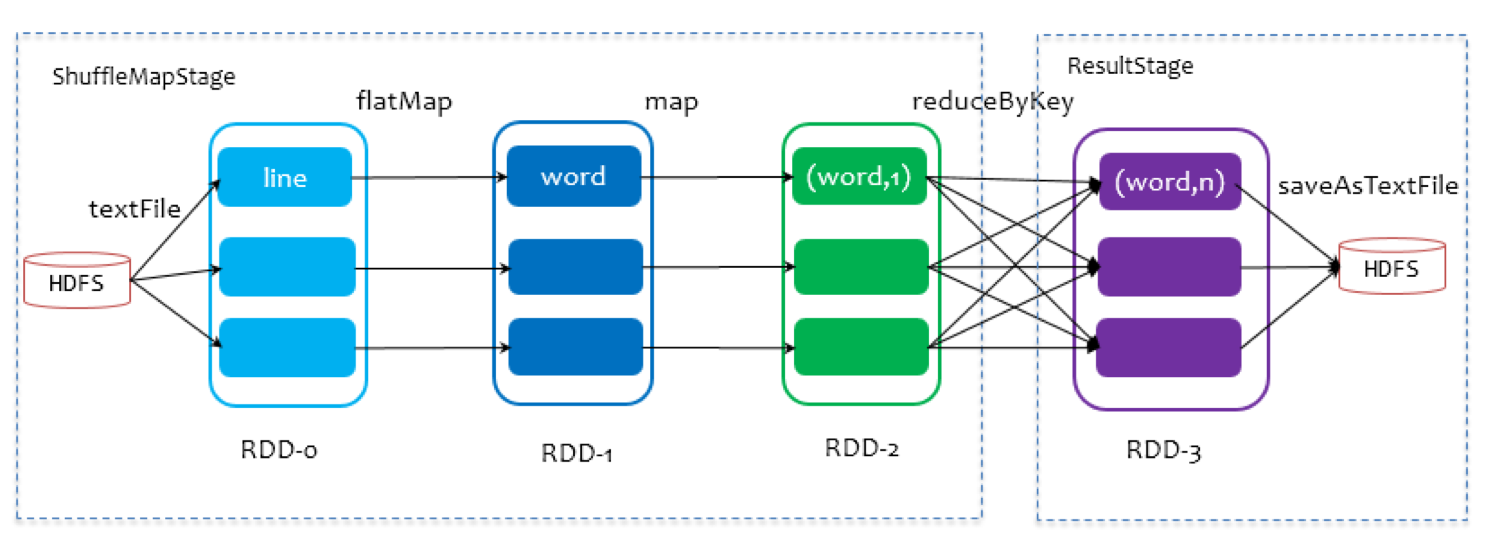 ShuffleMapStage
ResultStage
flatMap
map
reduceByKey
line
word
(word,1)
(word,n)
saveAsTextFile
textFile
HDFS
HDFS
RDD-0
RDD-1
RDD-2
RDD-3